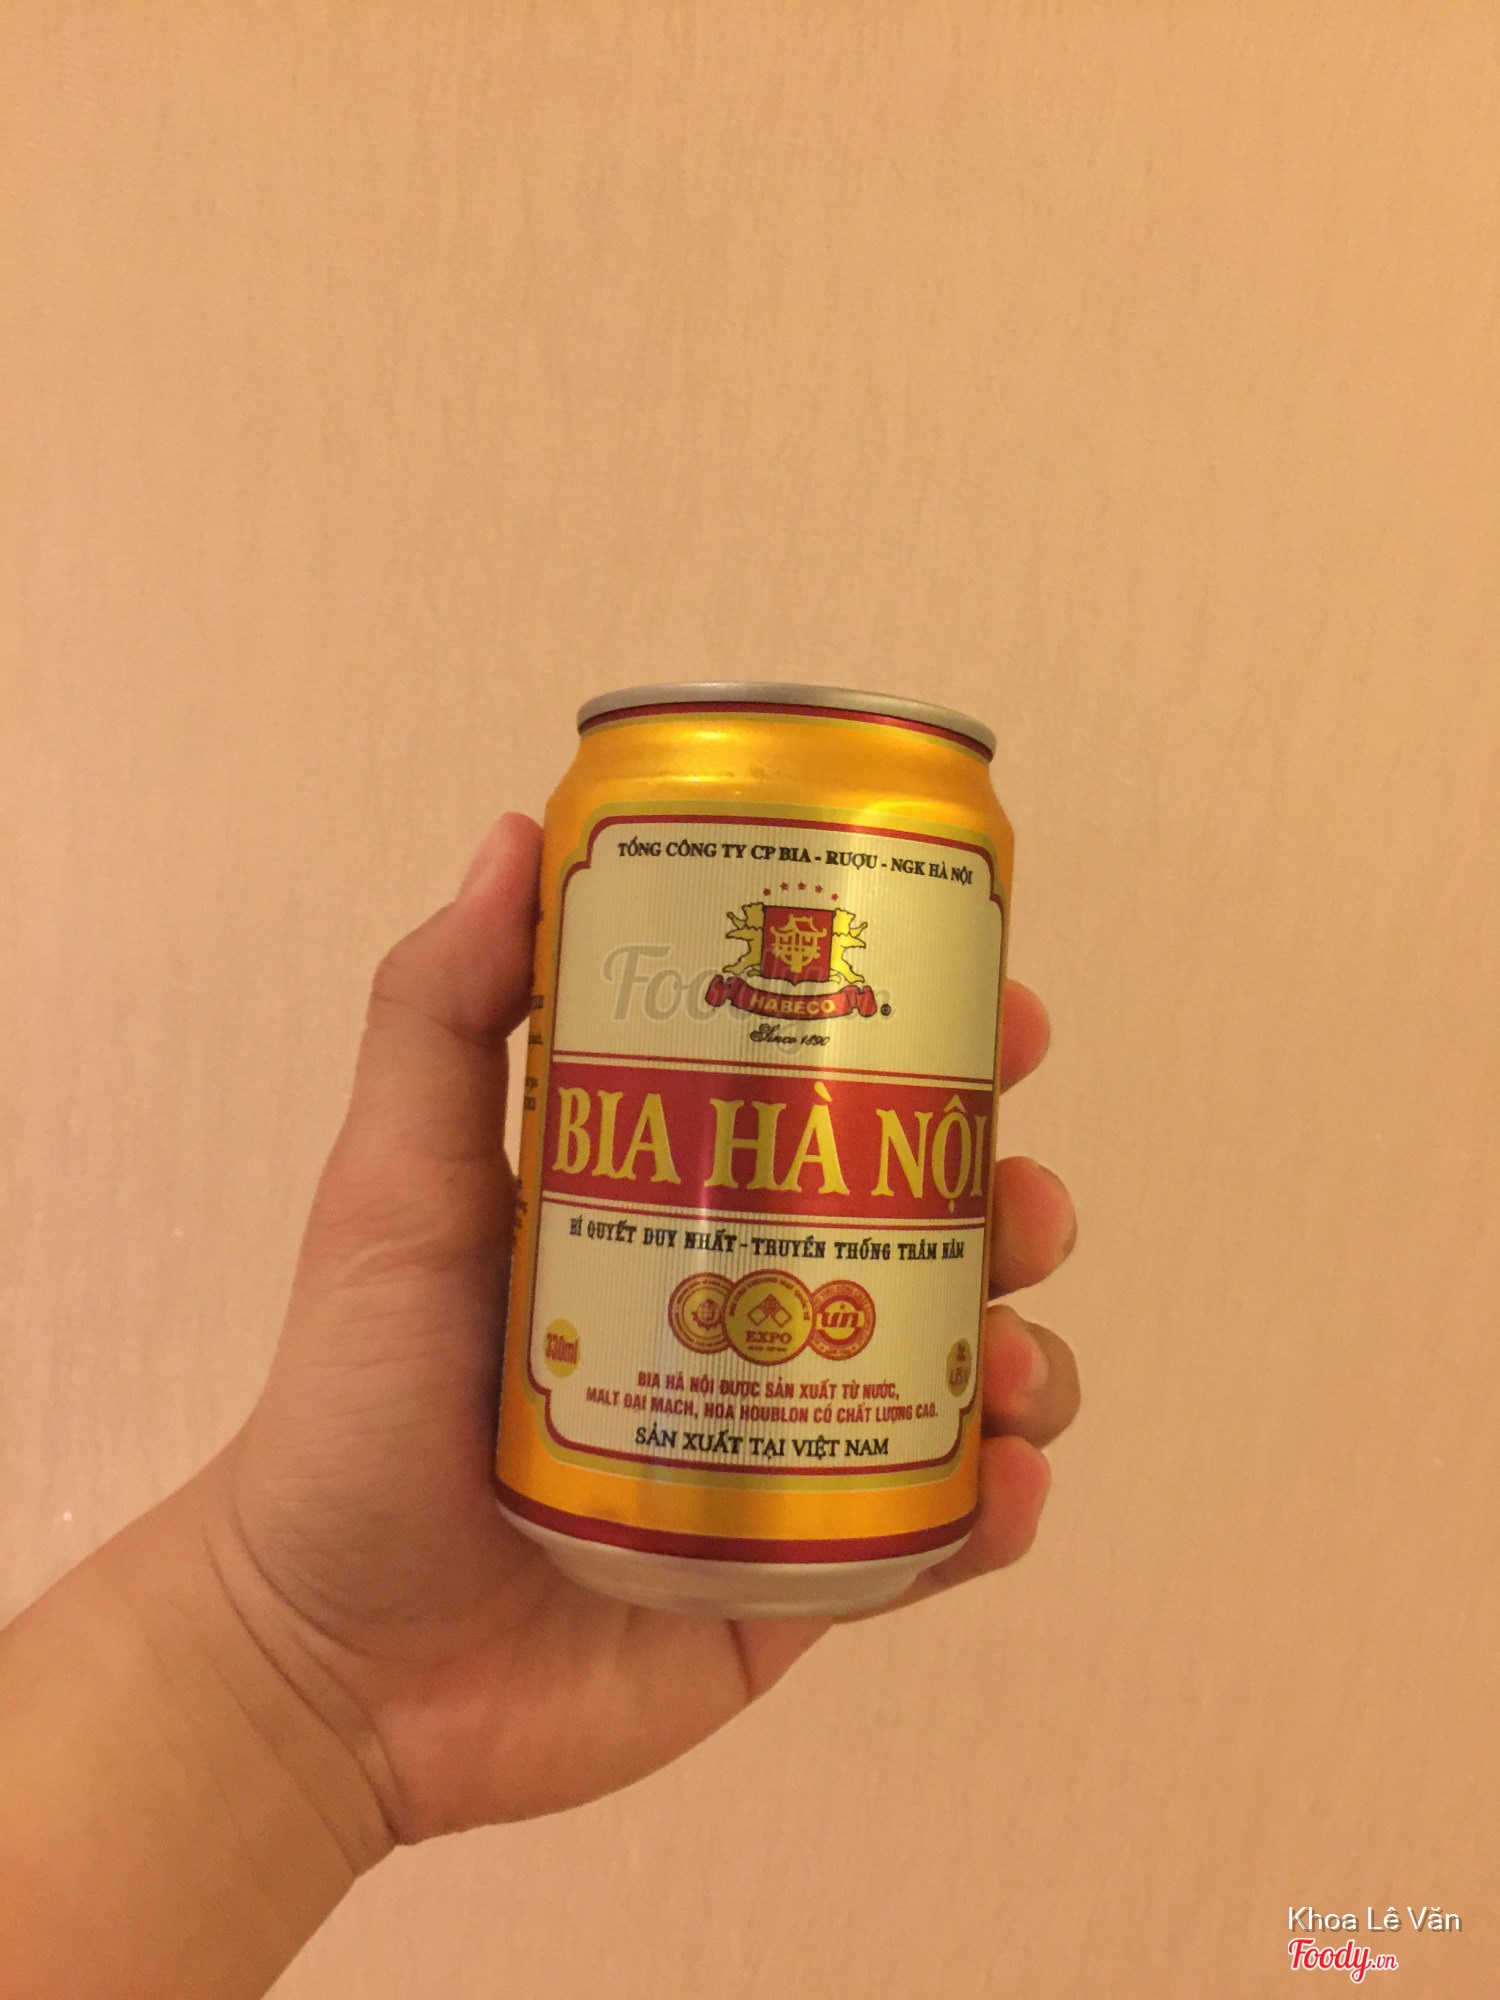 TỔNG CÔNG TY CP BIA - RƯỢU - NGK HÀ NỘI
HABECO ®
Since 1890
Foody.vn
BIA HÀ NỘI
BÍ QUYẾT DUY NHẤT - TRUYỀN THỐNG TRĂM NĂM
EXPO
330ml
BIA HÀ NỘI ĐƯỢC SẢN XUẤT TỪ NƯỚC,
MALT ĐẠI MẠCH, HOA HOUBLON CÓ CHẤT LƯỢNG CAO.
SẢN XUẤT TẠI VIỆT NAM
Khoa Lê Văn
Foody.vn